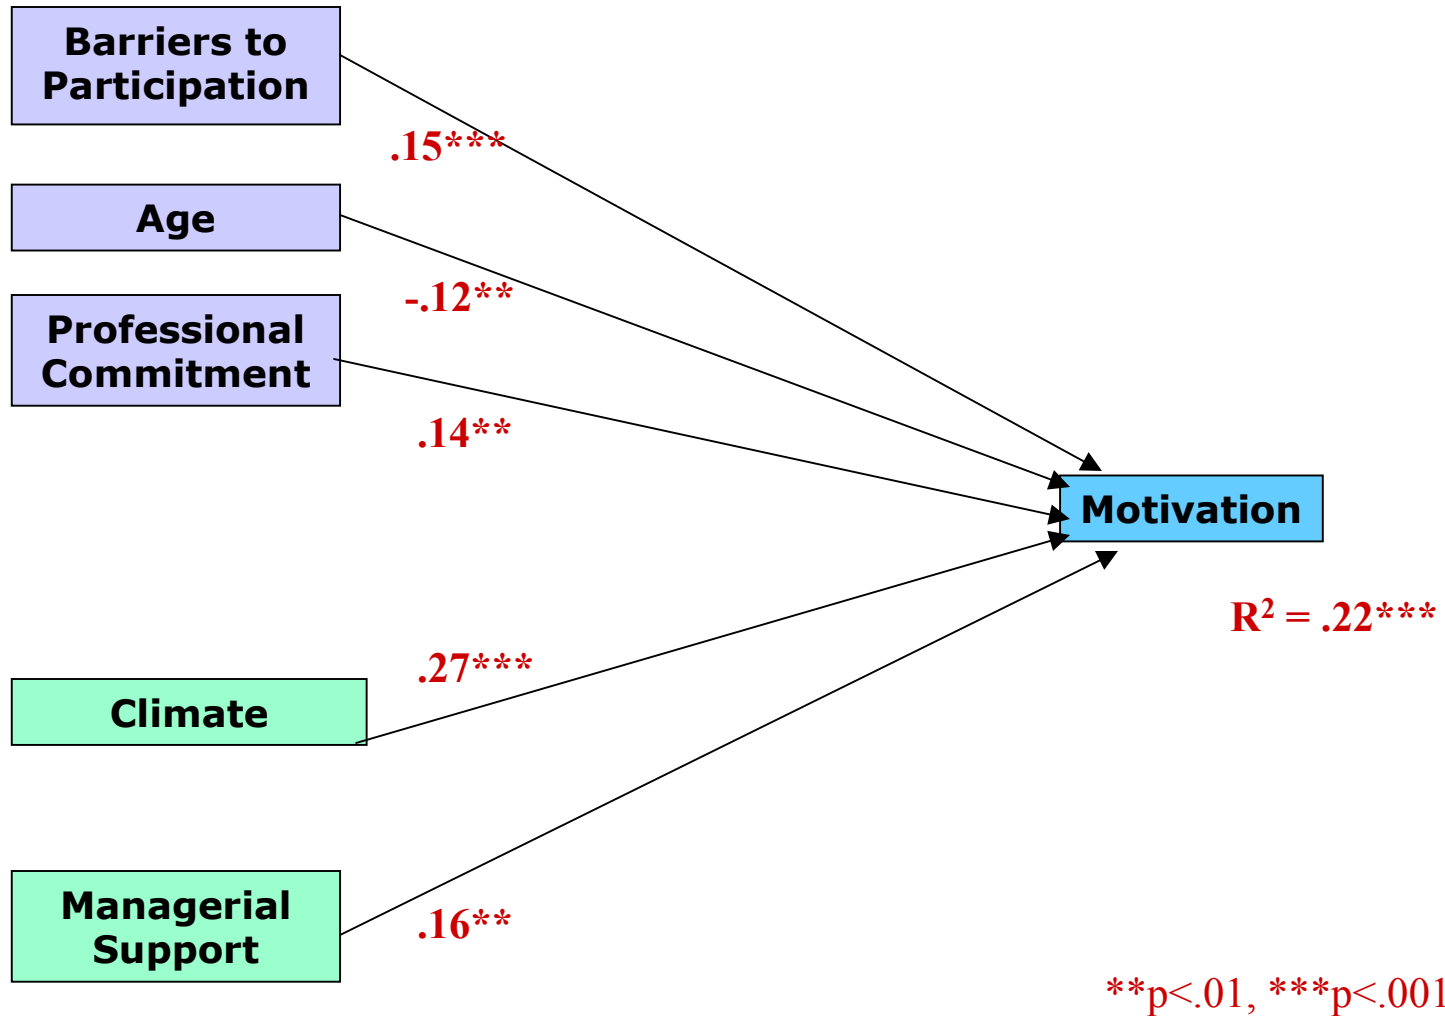 Barriers to
Participation
.15***
Age
-.12**
Professional
Commitment
.14**
Motivation
R² = .22***
.27***
Climate
Managerial
Support
.16**
**p<.01, ***p<.001